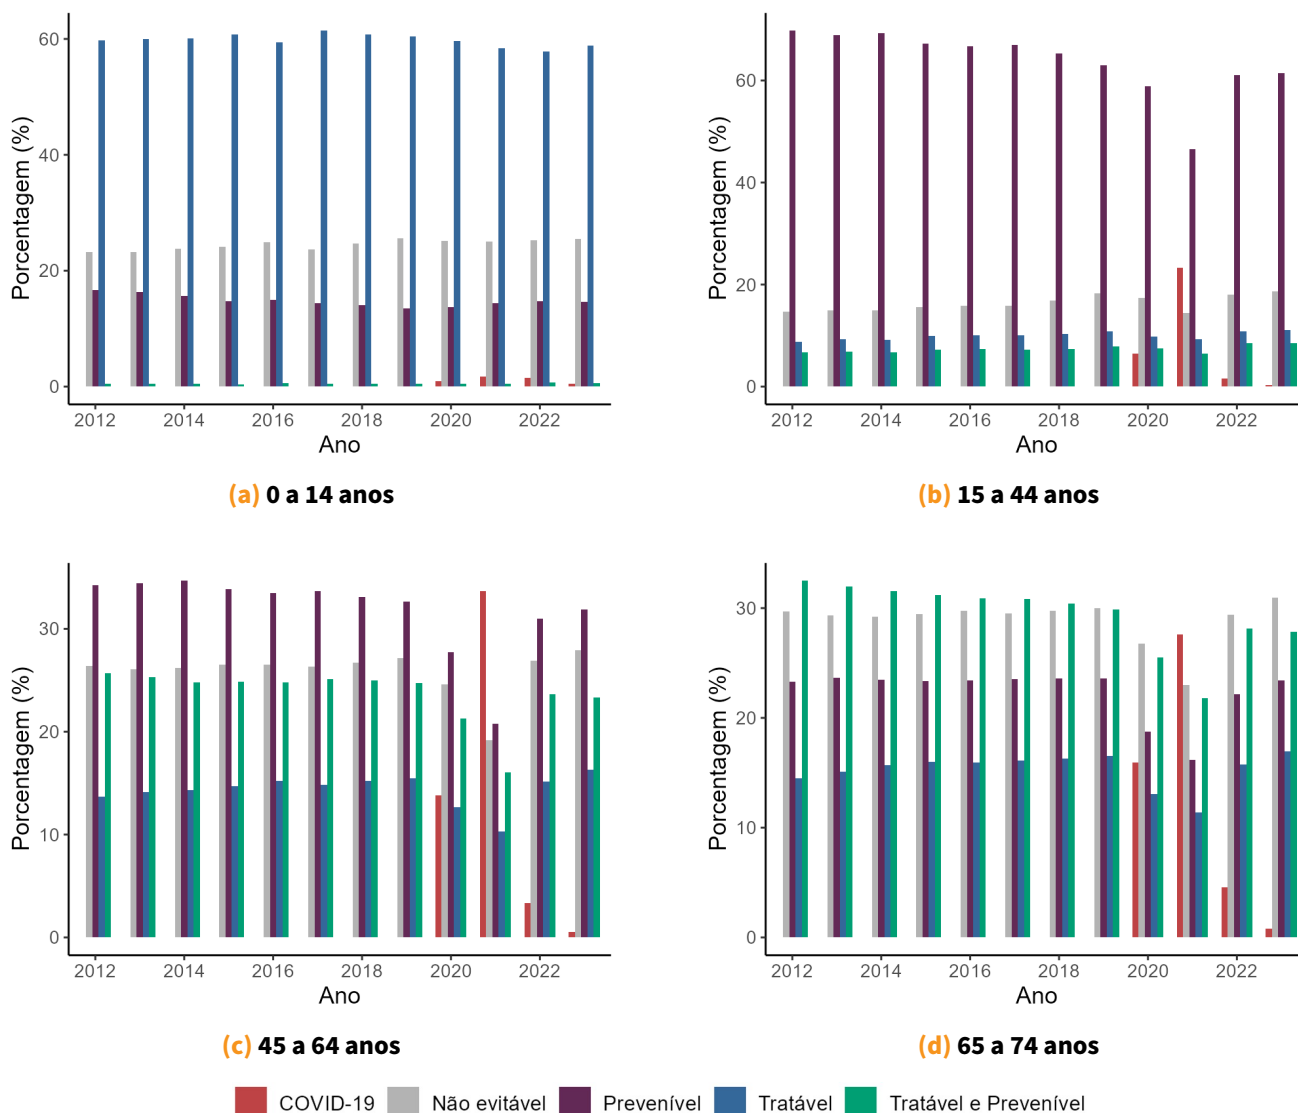 Porcentagem (%)
60
40
20
0
2012 2014 2016 2018 2020 2022
Ano
(a) 0 a 14 anos
Porcentagem (%)
60
40
20
0
2012 2014 2016 2018 2020 2022
Ano
(b) 15 a 44 anos
Porcentagem (%)
30
20
10
0
2012 2014 2016 2018 2020 2022
Ano
(c) 45 a 64 anos
Porcentagem (%)
30
20
10
0
2012 2014 2016 2018 2020 2022
Ano
(d) 65 a 74 anos
COVID-19 Não evitável Prevenível Tratável Tratável e Prevenível